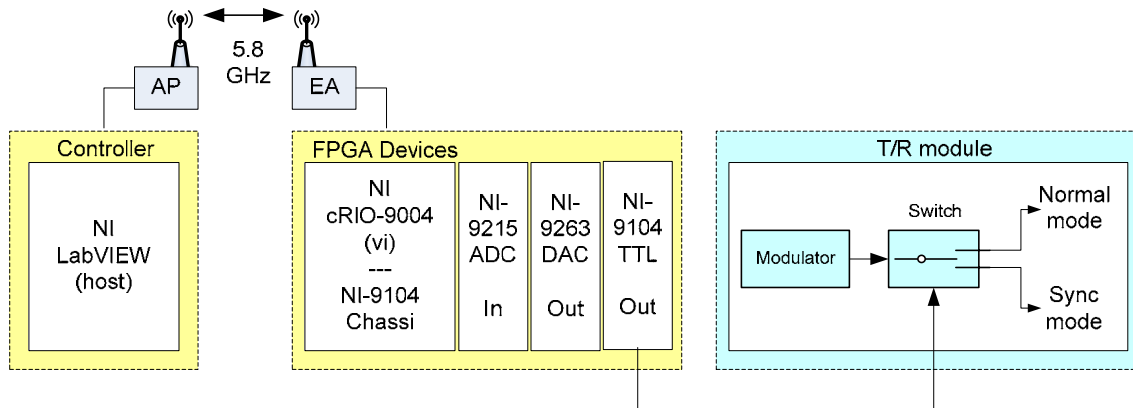 5.8
GHz
AP
EA
Controller
NI
LabVIEW
(host)
FPGA Devices
NI
cRIO-9004
(vi)
---
NI-9104
Chassi
NI-
9215
ADC
In
NI-
9263
DAC
Out
NI-
9104
TTL
Out
T/R module
Modulator
Switch
Normal
mode
Sync
mode